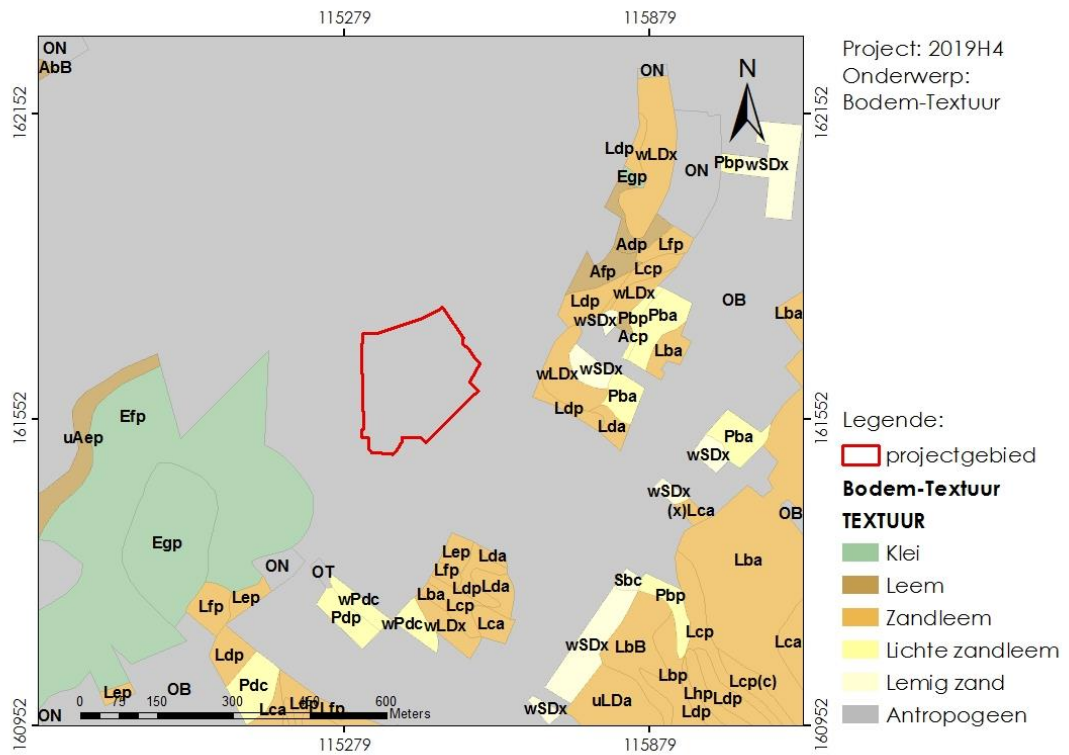 115279 115879
ON
AbB
ON
162152
162152
N
Ldp
wLDx
Egp
ON
Pbp wSDx
Adp
Lfp
Afp
Lcp
wLDx
Ldp
wSDx
Pbp
Pba
Acp
Lba
OB
Lba
wSDx
wLDx
Pba
Ldp
Lda
Efp
uAep
161552
161552
Pba
wSDx
wSDx
(x)Lca
OB
Lba
Egp
ON
OT
Lep
Lda
Lfp
Lba
Ldp
Lda
Lcp
wLDx
Lca
wPdc
Pdp
wPdc
Lfp
Lep
Sbc
Pbp
wSDx
LbB
Lcp
Lca
Ldp
Lbp
Lcp(c)
Lhp
Ldp
Ldp
uLDa
wSDx
Pdc
Lep
OB
Lca
Ldp
Lfp
ON
0 75 150 300 450 600
Meters
160952
160952
115279 115879
Project: 2019H4
Onderwerp:
Bodem-Textuur
Legende:
projectgebied
Bodem-Textuur
TEXTUUR
Klei
Leem
Zandleem
Lichte zandleem
Lemig zand
Antropogeen